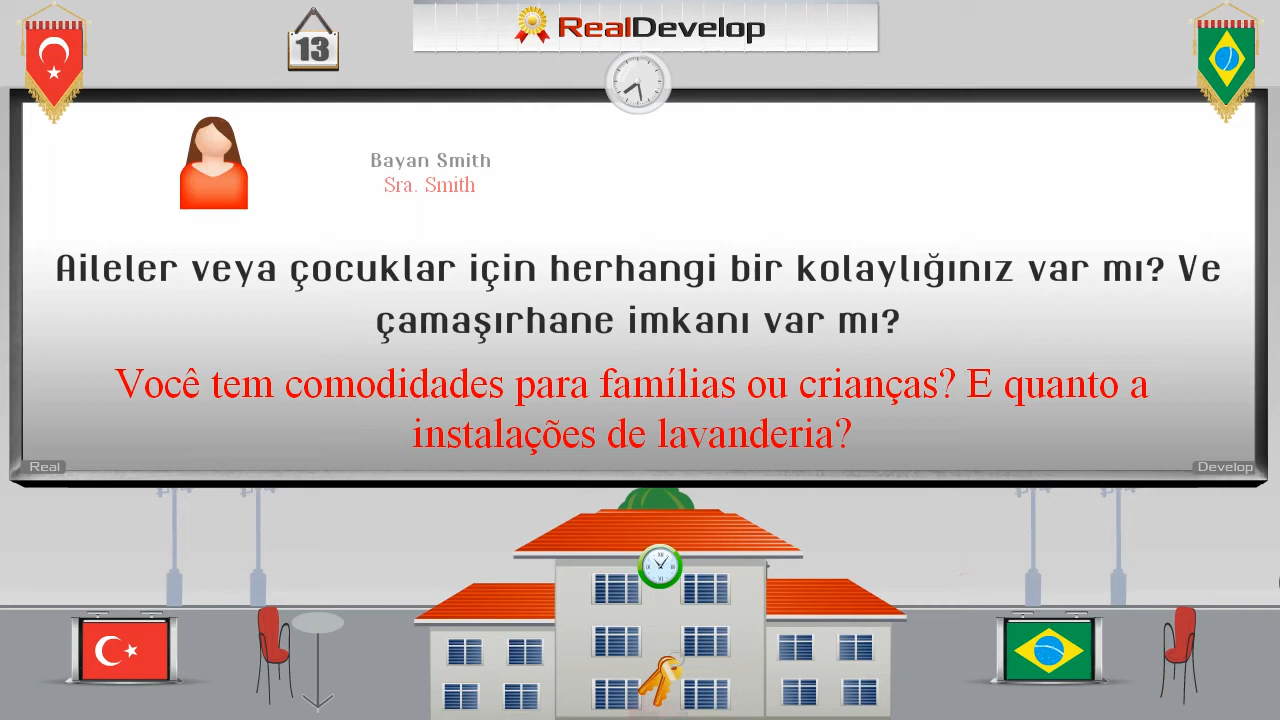 13
RealDevelop
Bayan Smith
Sra. Smith
Aileler veya çocuklar için herhangi bir kolaylığınız var mı? Ve
çamaşırhane imkanı var mı?
Você tem comodidades para famílias ou crianças? E quanto a
instalações de lavanderia?
Real
Develop